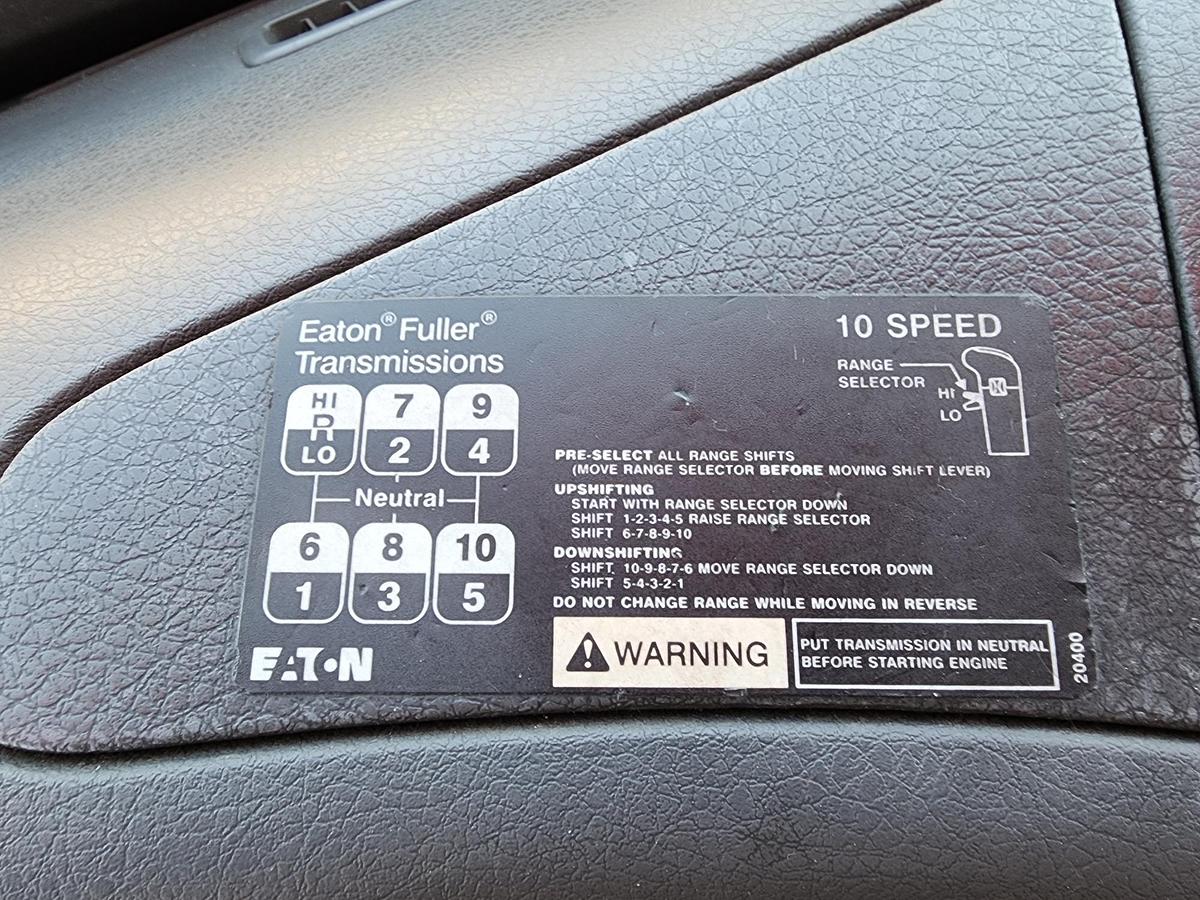 Eaton® Fuller®
Transmissions
10 SPEED
RANGE
SELECTOR
HI
LO
HI
R
LO
7
2
9
4
Neutral
6
1
8
3
10
5
PRE-SELECT ALL RANGE SHIFTS
(MOVE RANGE SELECTOR BEFORE MOVING SHIFT LEVER)
UPSHIFTING
START WITH RANGE SELECTOR DOWN
SHIFT 1-2-3-4-5 RAISE RANGE SELECTOR
SHIFT 6-7-8-9-10
DOWNSHIFTING
SHIFT 10-9-8-7-6 MOVE RANGE SELECTOR DOWN
SHIFT 5-4-3-2-1
DO NOT CHANGE RANGE WHILE MOVING IN REVERSE
EATON
WARNING
PUT TRANSMISSION IN NEUTRAL
BEFORE STARTING ENGINE
20400